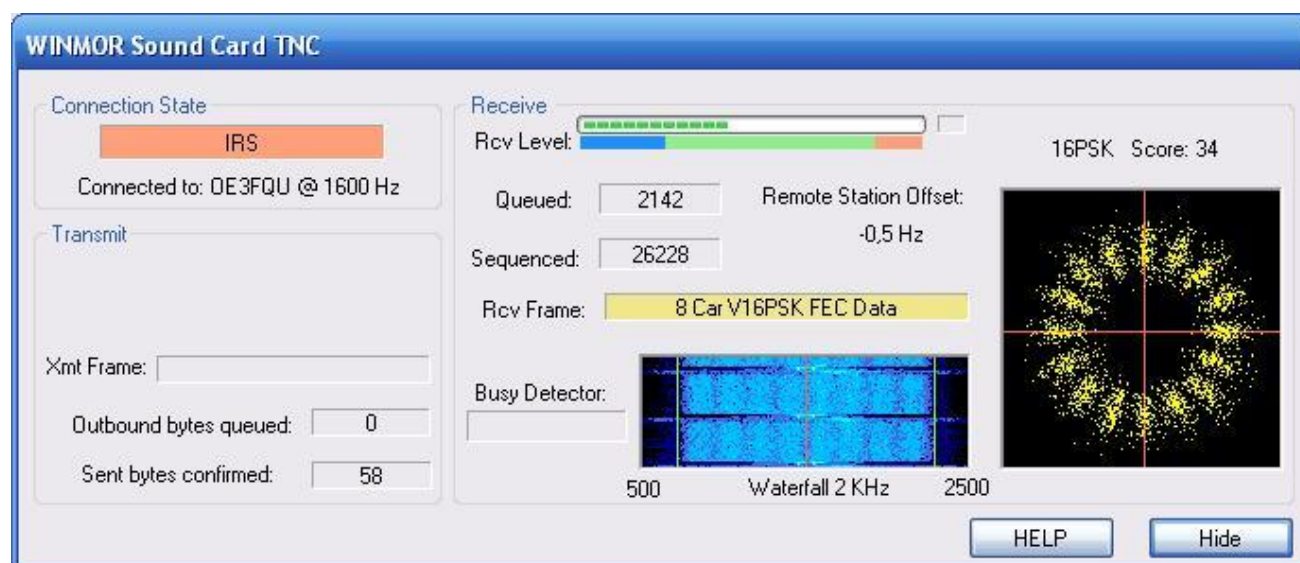 WINMOR Sound Card TNC
Connection State
IRS
Connected to: OE3FQU @ 1600 Hz
Transmit
Xmt Frame:
Outbound bytes queued: 0
Sent bytes confirmed: 58
Receive
Rcv Level:
Queued: 2142
Remote Station Offset:
-0,5 Hz
Sequenced: 26228
Rcv Frame: 8 Car V16PSK FEC Data
Busy Detector:
500 Waterfall 2 KHz 2500
16PSK Score: 34
HELP Hide